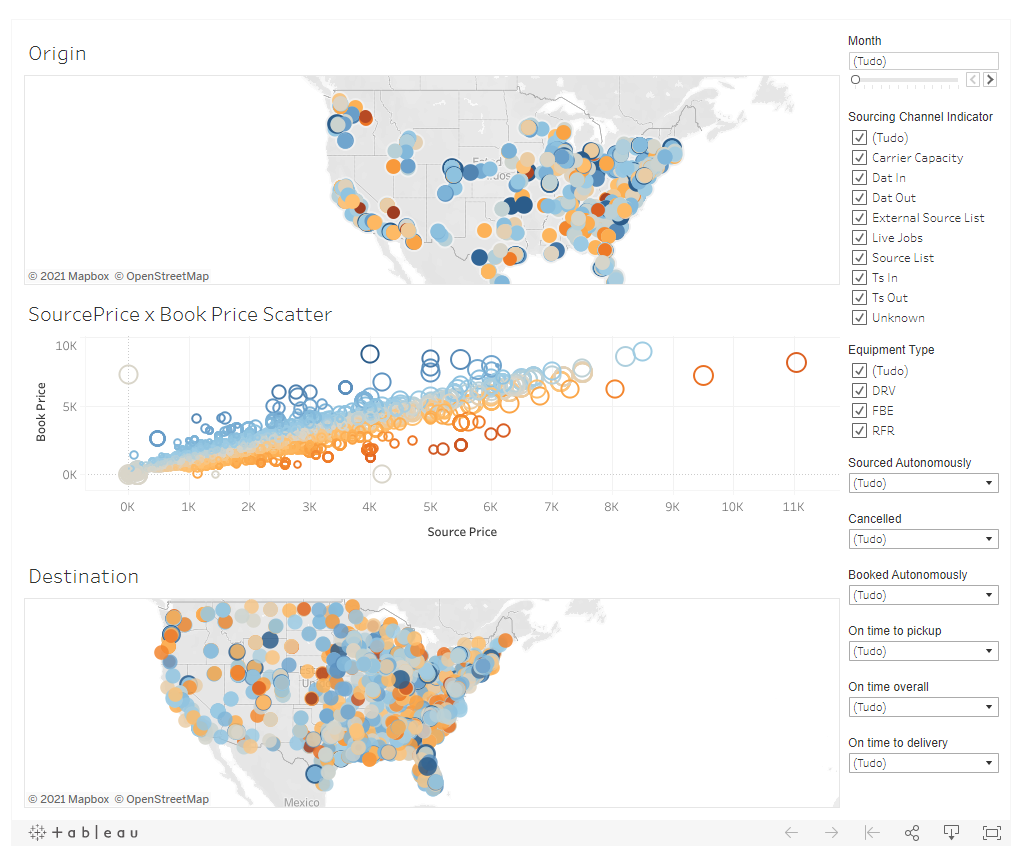 Origin
© 2021 Mapbox © OpenStreetMap
SourcePrice x Book Price Scatter
10K
5K
0K
Book Price
0K 1K 2K 3K 4K 5K 6K 7K 8K 9K 10K 11K
Source Price
Destination
Mexico
© 2021 Mapbox © OpenStreetMap
Month
(Tudo)
Sourcing Channel Indicator
(Tudo)
Carrier Capacity
Dat In
Dat Out
External Source List
Live Jobs
Source List
Ts In
Ts Out
Unknown
Equipment Type
(Tudo)
DRV
FBE
RFR
Sourced Autonomously
(Tudo)
Cancelled
(Tudo)
Booked Autonomously
(Tudo)
On time to pickup
(Tudo)
On time overall
(Tudo)
On time to delivery
(Tudo)
+ableau